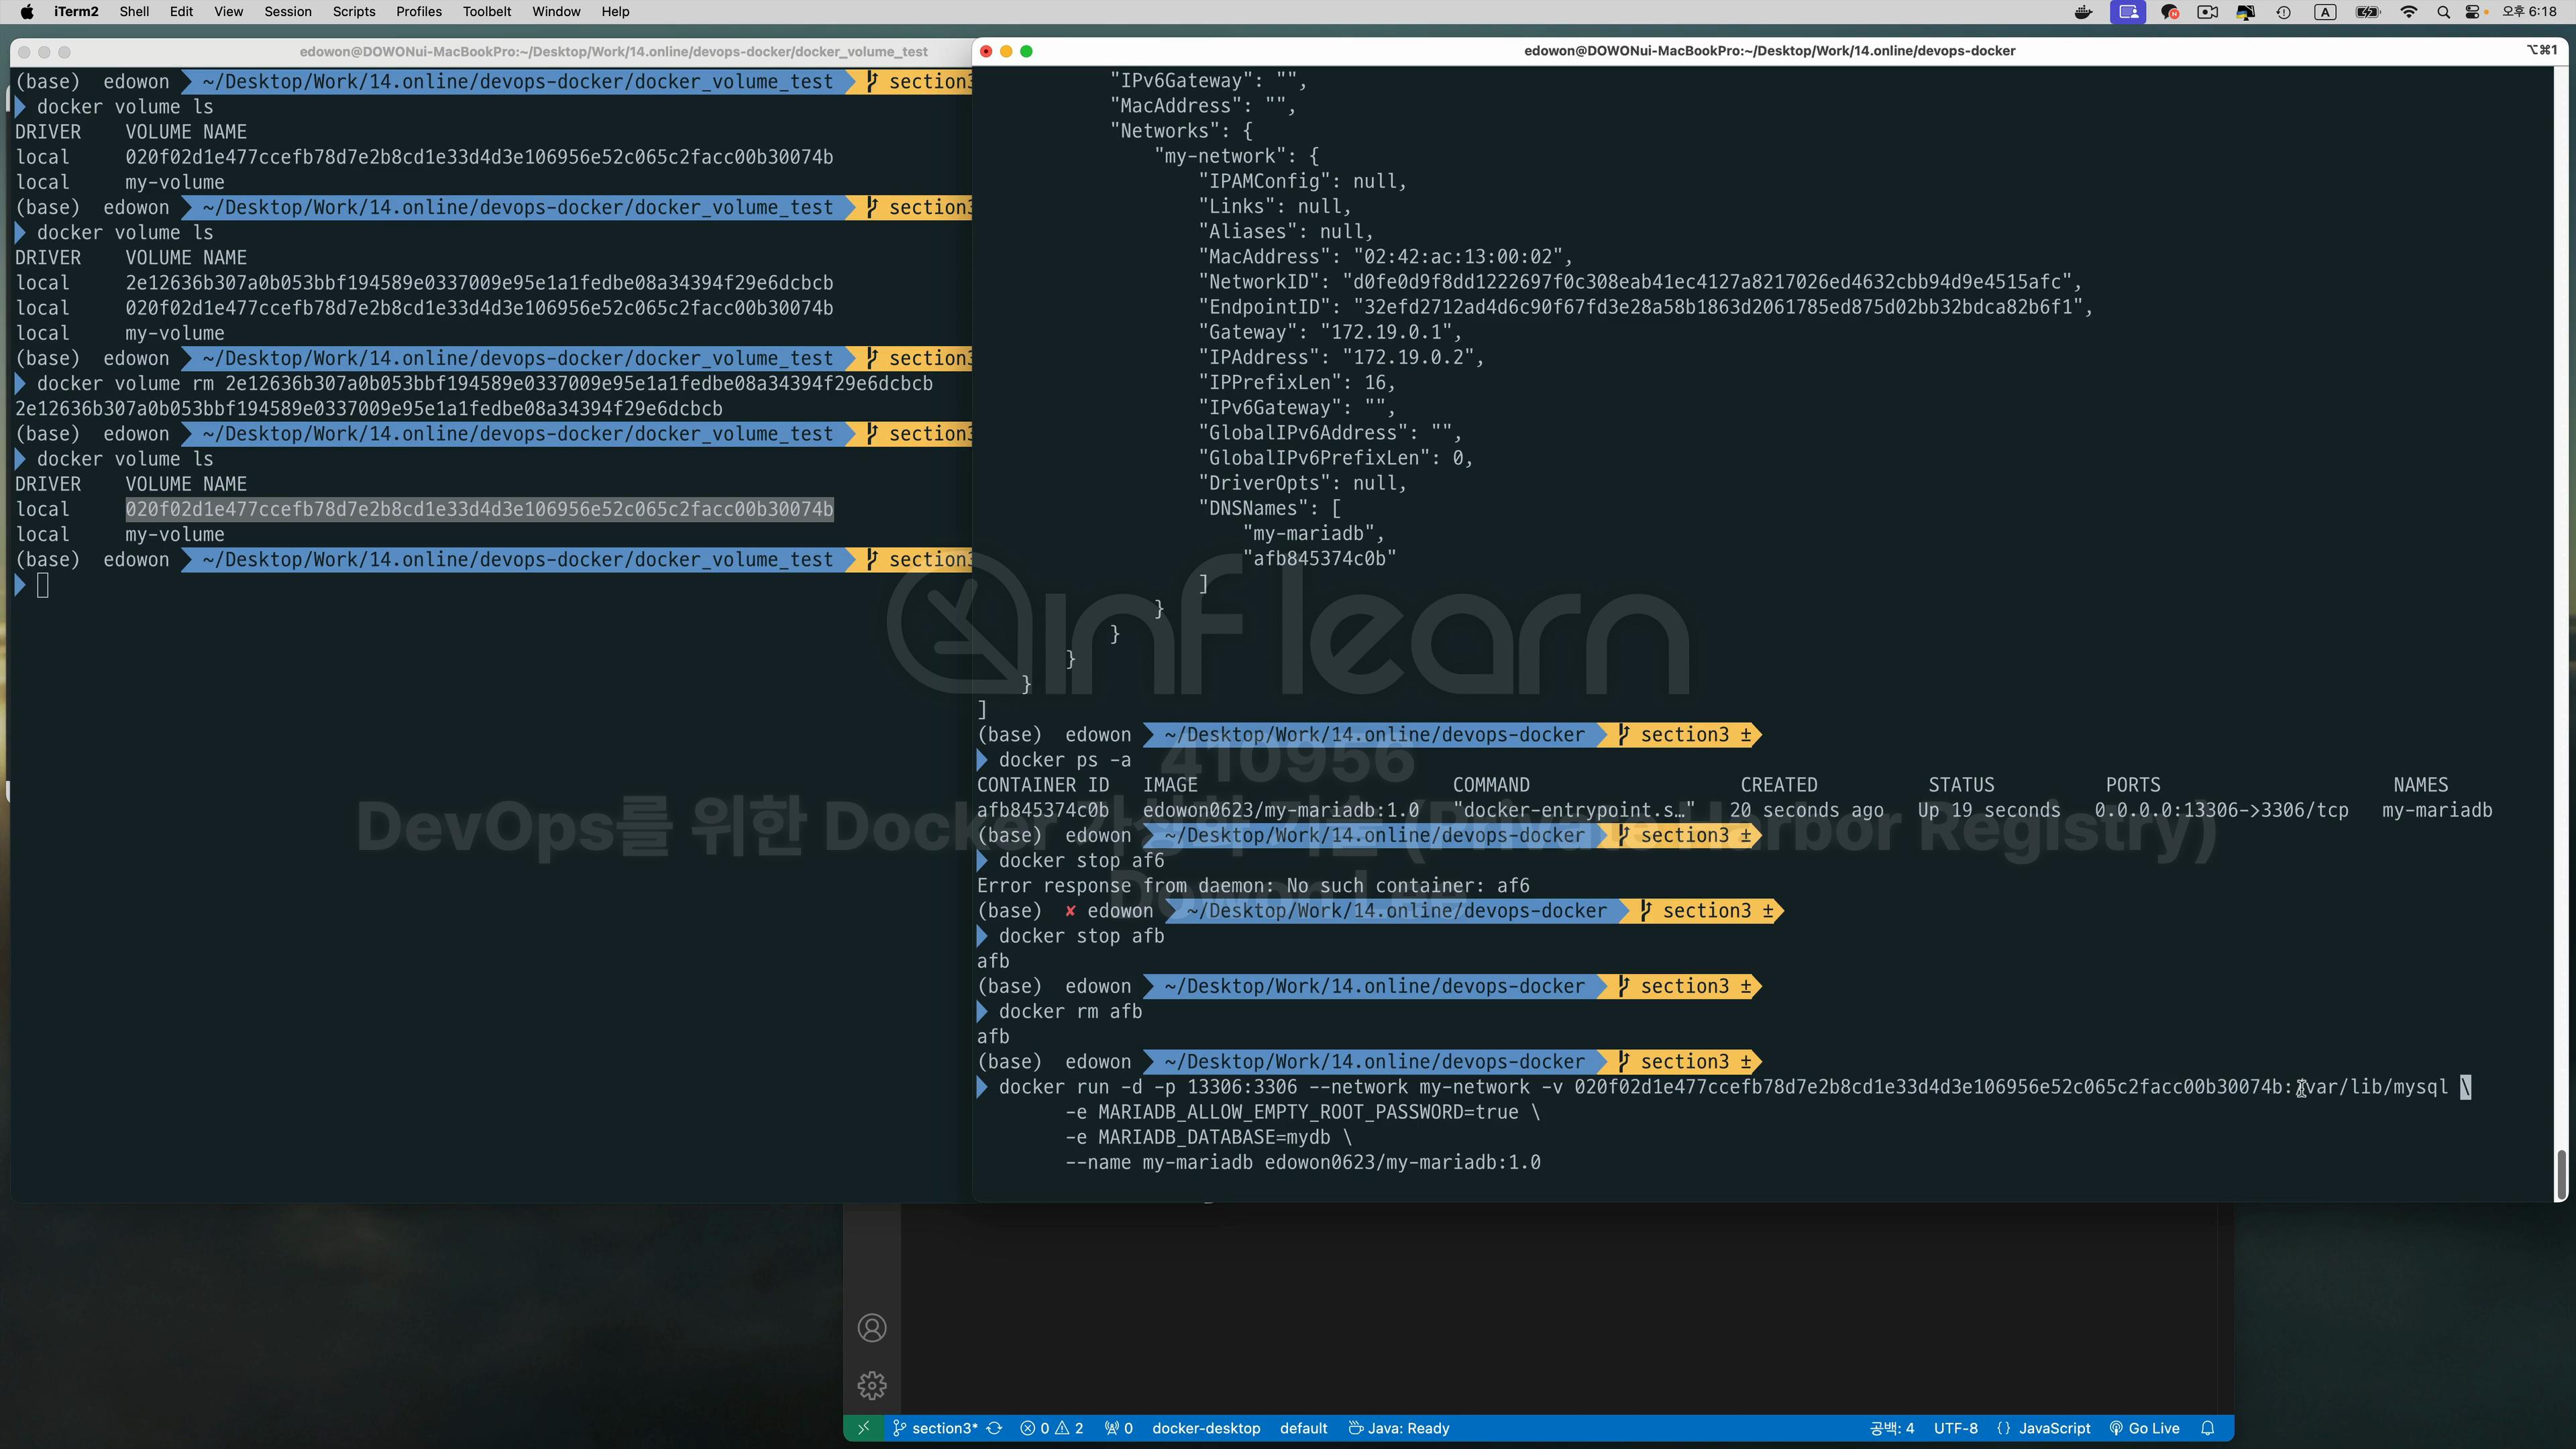 iTerm2 Shell Edit View Session Scripts Profiles Toolbelt Window Help
A 오후 6:18
edowon@DOWONui-MacBookPro:~/Desktop/Work/14.online/devops-docker/docker_volume_test
(base) edowon ~/Desktop/Work/14.online/devops-docker/docker_volume_test section3
docker volume ls
DRIVER VOLUME NAME
local 020f02d1e477ccefb78d7e2b8cd1e33d4d3e106956e52c065c2facc00b30074b
local my-volume
(base) edowon ~/Desktop/Work/14.online/devops-docker/docker_volume_test section3
docker volume ls
DRIVER VOLUME NAME
local 2e12636b307a0b053bbf194589e0337009e95e1a1fedbe08a34394f29e6dcbcb
local 020f02d1e477ccefb78d7e2b8cd1e33d4d3e106956e52c065c2facc00b30074b
local my-volume
(base) edowon ~/Desktop/Work/14.online/devops-docker/docker_volume_test section3
docker volume rm 2e12636b307a0b053bbf194589e0337009e95e1a1fedbe08a34394f29e6dcbcb
2e12636b307a0b053bbf194589e0337009e95e1a1fedbe08a34394f29e6dcbcb
(base) edowon ~/Desktop/Work/14.online/devops-docker/docker_volume_test section3
docker volume ls
DRIVER VOLUME NAME
local 020f02d1e477ccefb78d7e2b8cd1e33d4d3e106956e52c065c2facc00b30074b
local my-volume
(base) edowon ~/Desktop/Work/14.online/devops-docker/docker_volume_test section3
edowon@DOWONui-MacBookPro:~/Desktop/Work/14.online/devops-docker
⌥⌘1
"IPv6Gateway": "",
"MacAddress": "",
"Networks": {
"my-network": {
"IPAMConfig": null,
"Links": null,
"Aliases": null,
"MacAddress": "02:42:ac:13:00:02",
"NetworkID": "d0fe0d9f8dd1222697f0c308eab41ec4127a8217026ed4632cbb94d9e4515afc",
"EndpointID": "32efd2712ad4d6c90f67fd3e28a58b1863d2061785ed875d02bb32bdca82b6f1",
"Gateway": "172.19.0.1",
"IPAddress": "172.19.0.2",
"IPPrefixLen": 16,
"IPv6Gateway": "",
"GlobalIPv6Address": "",
"GlobalIPv6PrefixLen": 0,
"DriverOpts": null,
"DNSNames": [
"my-mariadb",
"afb845374c0b"
]
}
}
}
}
]
(base) edowon ~/Desktop/Work/14.online/devops-docker section3 ±
docker ps -a
CONTAINER ID IMAGE COMMAND CREATED STATUS PORTS NAMES
afb845374c0b edowon0623/my-mariadb:1.0 "docker-entrypoint.s…" 20 seconds ago Up 19 seconds 0.0.0.0:13306->3306/tcp my-mariadb
(base) edowon ~/Desktop/Work/14.online/devops-docker section3 ±
docker stop af6
Error response from daemon: No such container: af6
(base) ✘ edowon ~/Desktop/Work/14.online/devops-docker section3 ±
docker stop afb
afb
(base) edowon ~/Desktop/Work/14.online/devops-docker section3 ±
docker rm afb
afb
(base) edowon ~/Desktop/Work/14.online/devops-docker section3 ±
docker run -d -p 13306:3306 --network my-network -v 020f02d1e477ccefb78d7e2b8cd1e33d4d3e106956e52c065c2facc00b30074b:/var/lib/mysql \
-e MARIADB_ALLOW_EMPTY_ROOT_PASSWORD=true \
-e MARIADB_DATABASE=mydb \
--name my-mariadb edowon0623/my-mariadb:1.0
inflearn
410956
DevOps를 위한 Docker (Private Harbor Registry)
Dowon Lee
section3* 0 2 0 docker-desktop default Java: Ready 공백: 4 UTF-8 {} JavaScript Go Live